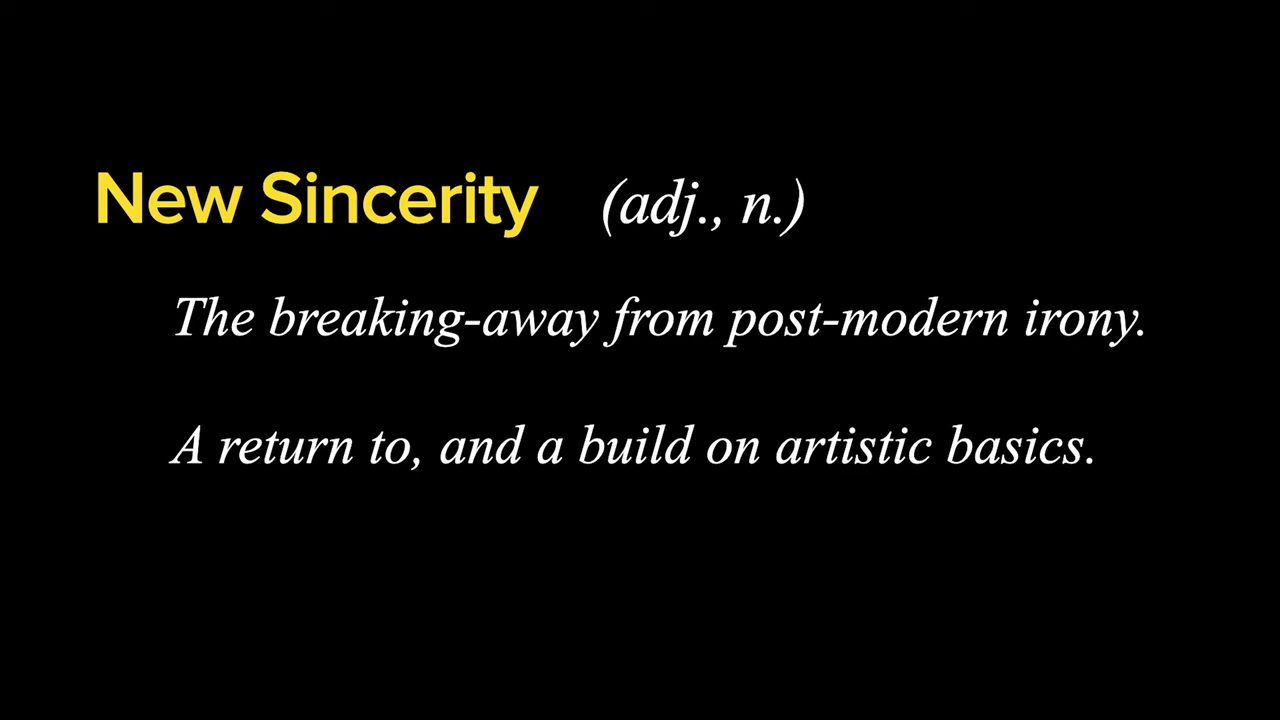 New Sincerity (adj., n.)
The breaking-away from post-modern irony.
A return to, and a build on artistic basics.